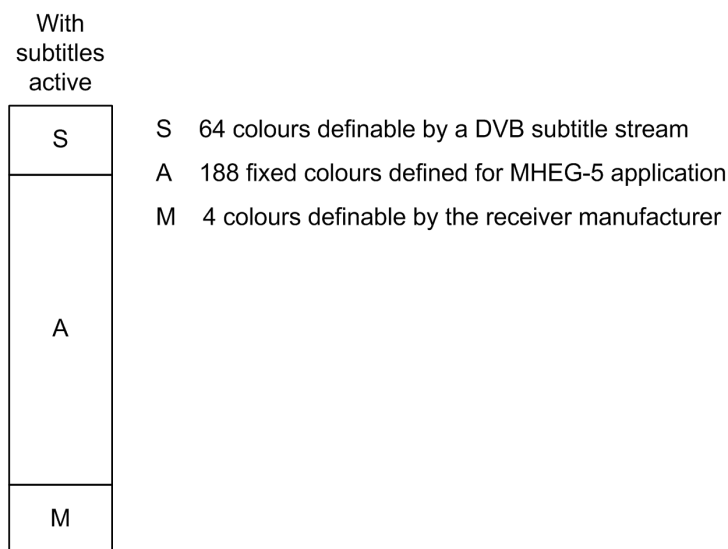 With
subtitles
active
S
A
M
S 64 colours definable by a DVB subtitle stream
A 188 fixed colours defined for MHEG-5 application
M 4 colours definable by the receiver manufacturer